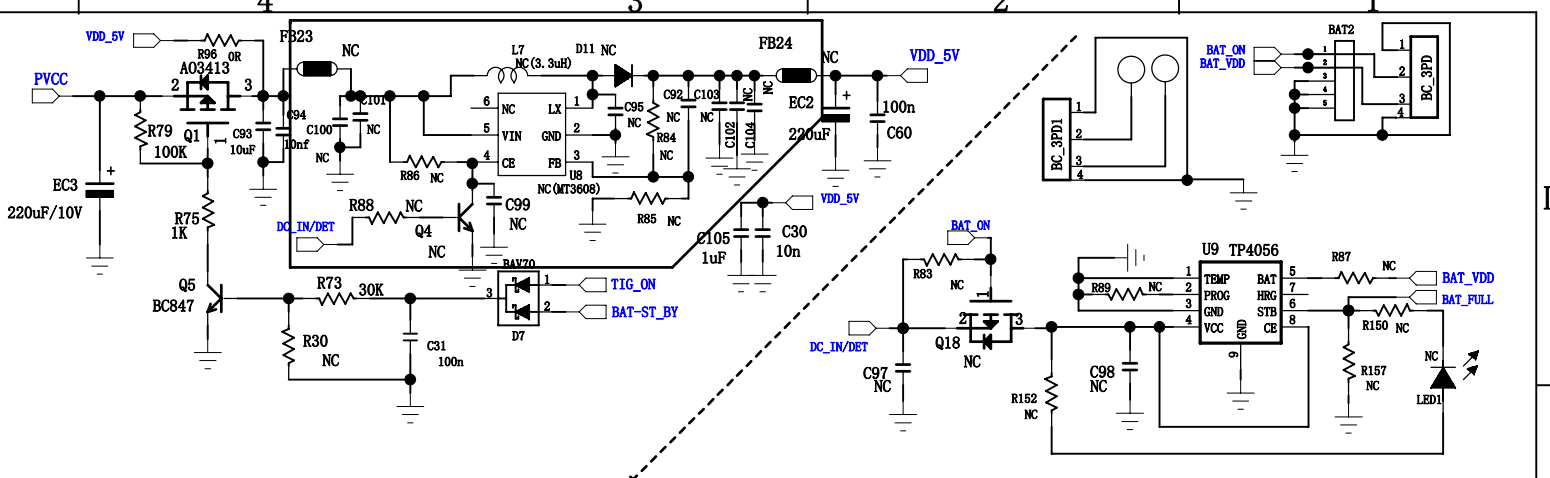 4
3
2
1
VDD_5V
R96 0R
AO3413
PVCC
2
3
Q1
1
R79
100K
C93
10uF
C94
10nf
EC3
220uF/10V
R75
1K
Q5
BC847
R73
30K
R30
NC
C31
100n
FB23
NC
C100
NC
C101
NC
R86
NC
R88
NC
DC_IN/DET
Q4
NC
C99
NC
L7
NC(3.3uH)
D11
NC
6
NC
LX
1
5
VIN
GND
2
4
CE
FB
3
U8
NC(MT3608)
C95
NC
R84
NC
C92
NC
C103
NC
C102
NC
C104
NC
R85
NC
FB24
NC
EC2
220uF
VDD_5V
100n
C60
VDD_5V
C105
1uF
C30
10n
BAV70
3
1
2
D7
TIG_ON
BAT-ST_BY
BC_3PD1
1
2
3
4
BAT_ON
BAT_VDD
BAT2
1
2
3
4
5
1
2
3
4
BC_3PD
BAT_ON
R83
NC
1
2
3
Q18
NC
DC_IN/DET
C97
NC
R152
NC
C98
NC
R89
NC
U9 TP4056
1
TEMP
BAT
5
2
PROG
HRG
7
3
GND
STB
6
4
VCC
CE
8
GND
9
R87
NC
BAT_VDD
BAT_FULL
R150
NC
R157
NC
NC
LED1